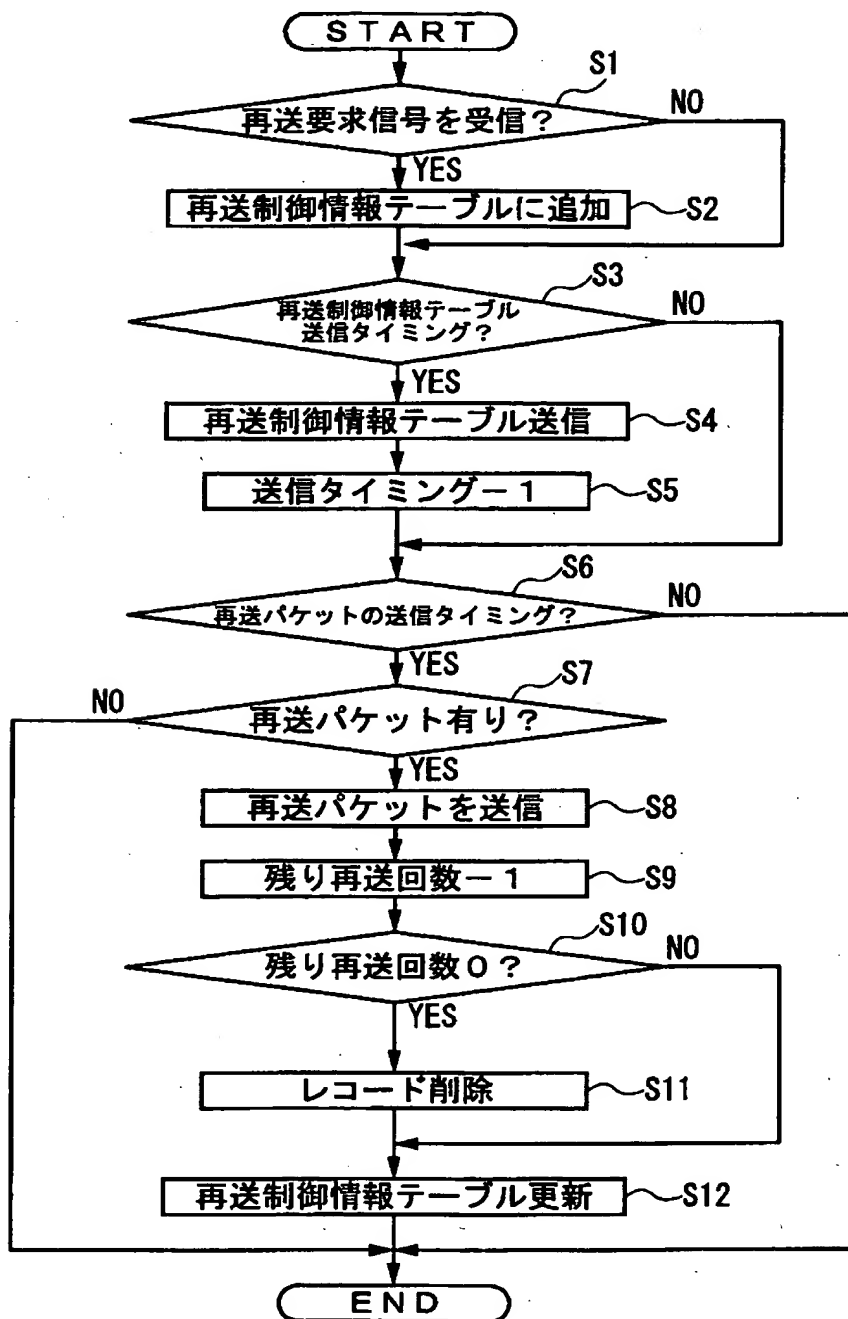 START
S1
再送要求信号を受信?
NO
YES
再送制御情報テーブルに追加
S2
S3
再送制御情報テーブル
送信タイミング?
NO
YES
再送制御情報テーブル送信
S4
送信タイミング-1
S5
S6
再送パケットの送信タイミング?
NO
YES
S7
NO
再送パケット有り?
YES
再送パケットを送信
S8
残り再送回数-1
S9
S10
残り再送回数0?
NO
YES
レコード削除
S11
再送制御情報テーブル更新
S12
END